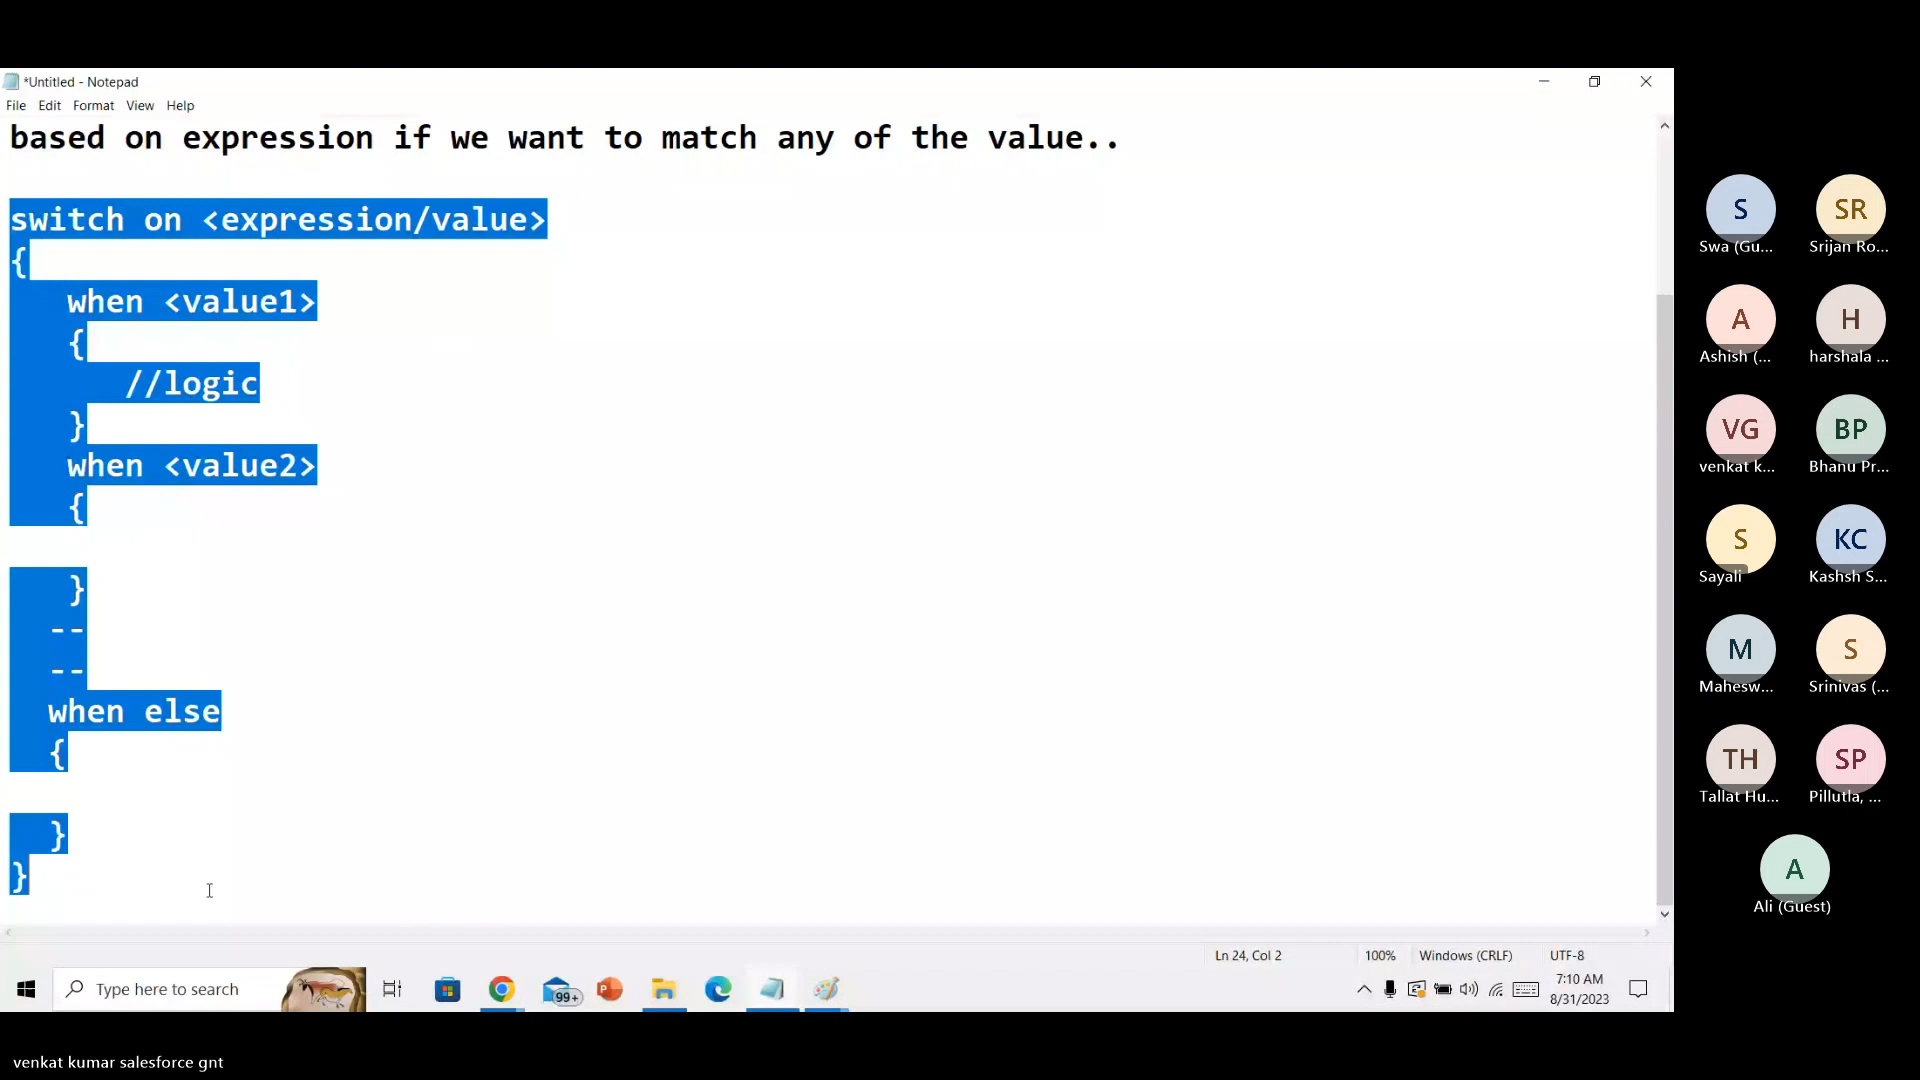 *Untitled - Notepad
File Edit Format View Help
based on expression if we want to match any of the value..
switch on <expression/value>
{
when <value1>
{
//logic
}
when <value2>
{
}
--
--
when else
{
}
}
Ln 24, Col 2 100% Windows (CRLF) UTF-8
Type here to search
99+
7:10 AM
8/31/2023
S SR
Swa (Gu... Srijan Ro...
A H
Ashish (... harshala ...
VG BP
venkat k... Bhanu Pr...
S KC
Sayali Kashsh S...
M S
Mahesw... Srinivas (...
TH SP
Tallat Hu... Pillutla, ...
A
Ali (Guest)
venkat kumar salesforce gnt